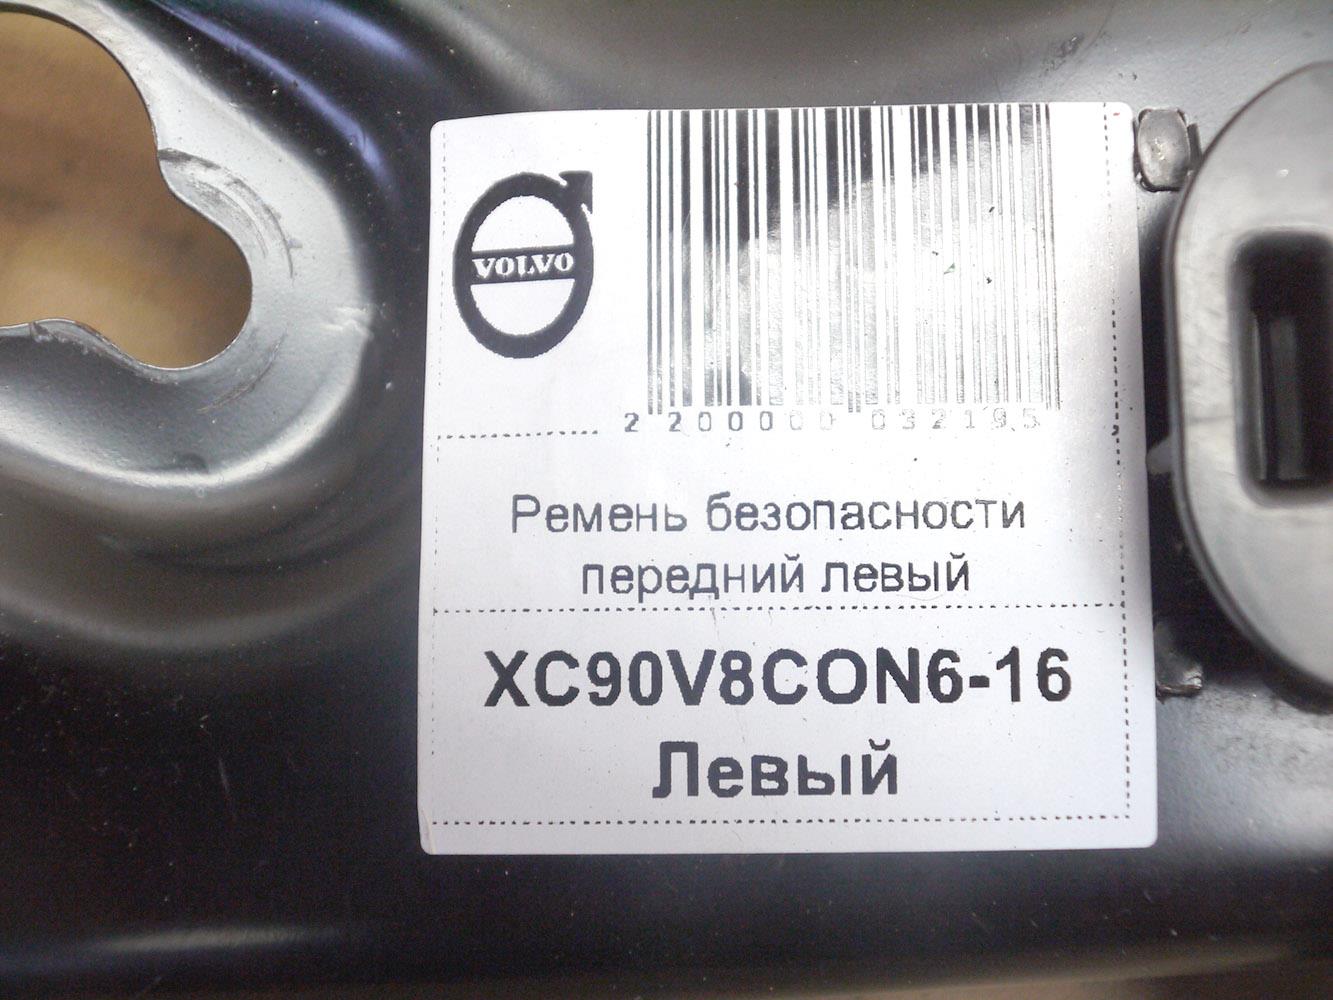 VOLVO
2 200000 032195
Ремень безопасности
передний левый
XC90V8CON6-16
Левый